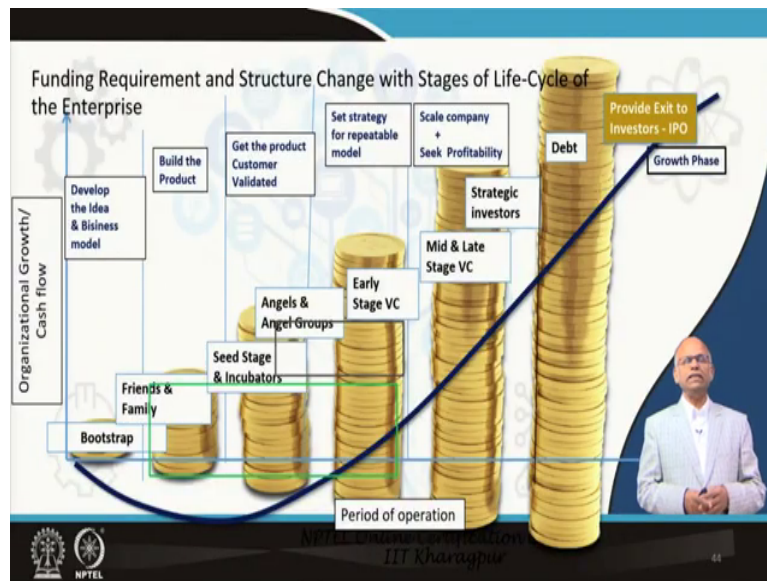 Funding Requirement and Structure Change with Stages of Life-Cycle of
the Enterprise
Develop
the Idea
& Bisiness
model
Build the
Product
Get the product
Customer
Validated
Set strategy
for repeatable
model
Scale company
+
Seek Profitability
Debt
Provide Exit to
Investors - IPO
Growth Phase
Strategic
investors
Mid & Late
Stage VC
Early
Stage VC
Angels &
Angel Groups
Seed Stage
& Incubators
Friends &
Family
Bootstrap
Organizational Growth/
Cash flow
Period of operation
NPTEL Online Certification
IIT Kharagpur
NPTEL
44